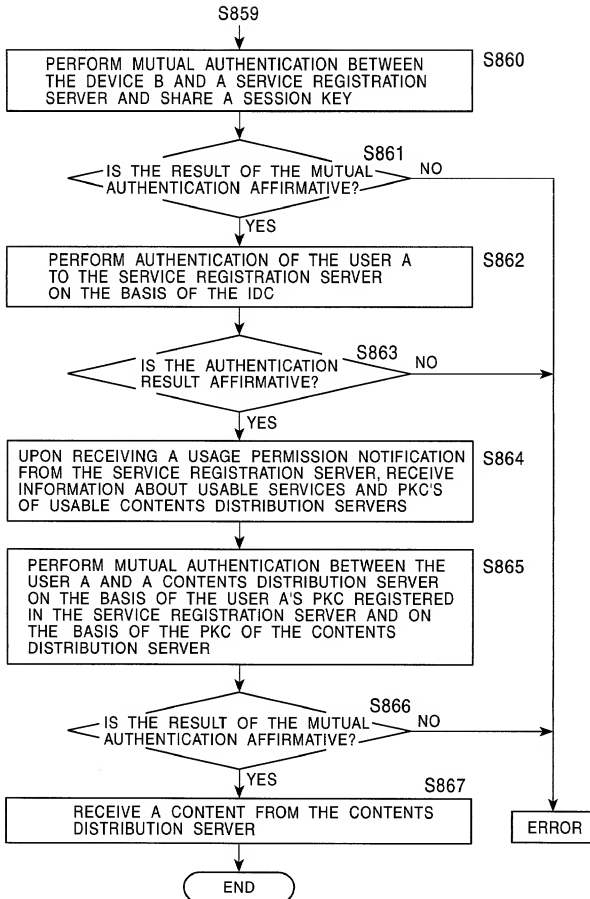 S859
PERFORM MUTUAL AUTHENTICATION BETWEEN
THE DEVICE B AND A SERVICE REGISTRATION
SERVER AND SHARE A SESSION KEY
S860
S861
IS THE RESULT OF THE MUTUAL
AUTHENTICATION AFFIRMATIVE?
NO
YES
PERFORM AUTHENTICATION OF THE USER A
TO THE SERVICE REGISTRATION SERVER
ON THE BASIS OF THE IDC
S862
S863
IS THE AUTHENTICATION
RESULT AFFIRMATIVE?
NO
YES
UPON RECEIVING A USAGE PERMISSION NOTIFICATION
FROM THE SERVICE REGISTRATION SERVER, RECEIVE
INFORMATION ABOUT USABLE SERVICES AND PKC'S
OF USABLE CONTENTS DISTRIBUTION SERVERS
S864
PERFORM MUTUAL AUTHENTICATION BETWEEN THE
USER A AND A CONTENTS DISTRIBUTION SERVER
ON THE BASIS OF THE USER A'S PKC REGISTERED
IN THE SERVICE REGISTRATION SERVER AND ON
THE BASIS OF THE PKC OF THE CONTENTS
DISTRIBUTION SERVER
S865
S866
IS THE RESULT OF THE MUTUAL
AUTHENTICATION AFFIRMATIVE?
NO
YES
S867
RECEIVE A CONTENT FROM THE CONTENTS
DISTRIBUTION SERVER
ERROR
END